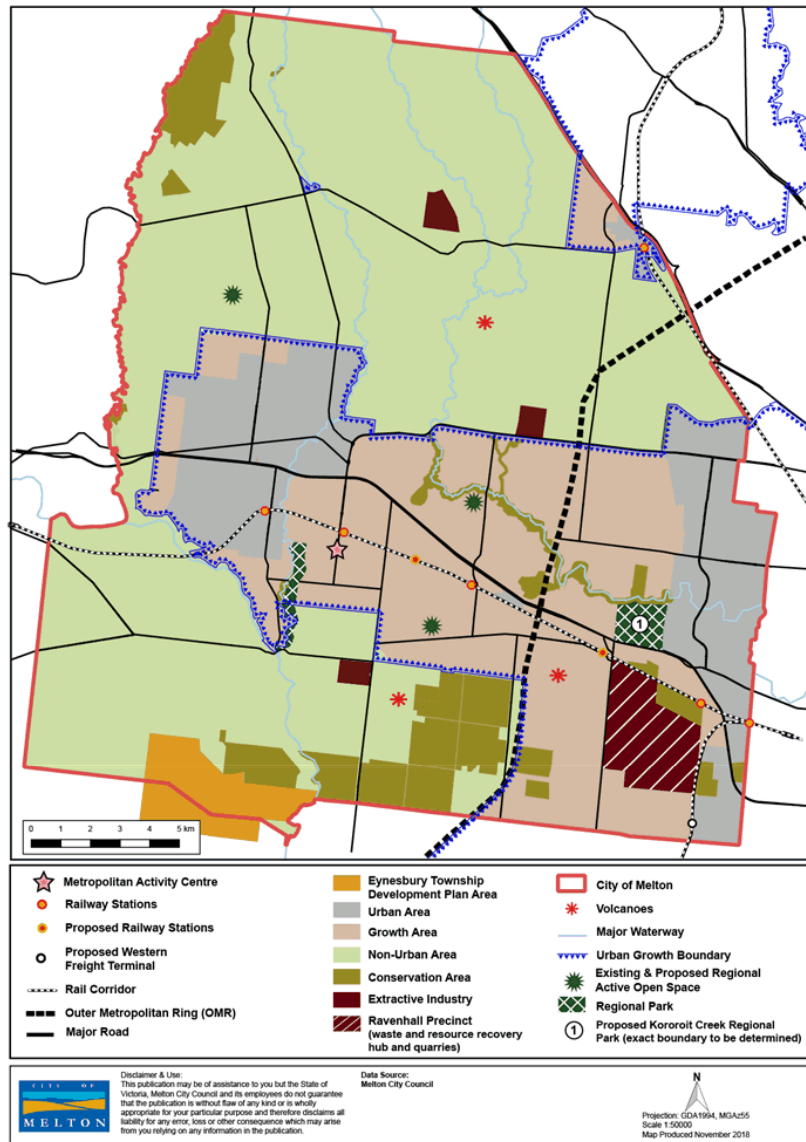 1
0 1 2 3 4 5 km
Metropolitan Activity Centre
Railway Stations
Proposed Railway Stations
Proposed Western
Freight Terminal
Rail Corridor
Outer Metropolitan Ring (OMR)
Major Road
Eynesbury Township
Development Plan Area
Urban Area
Growth Area
Non-Urban Area
Conservation Area
Extractive Industry
Ravenhall Precinct
(waste and resource recovery
hub and quarries)
City of Melton
Volcanoes
Major Waterway
Urban Growth Boundary
Existing & Proposed Regional
Active Open Space
Regional Park
1 Proposed Kororoit Creek Regional
Park (exact boundary to be determined)
CITY OF
MELTON
Disclaimer & Use:
This publication may be of assistance to you but the State of
Victoria, Melton City Council and its employees do not guarantee
that the publication is without flaw of any kind or is wholly
appropriate for your particular purpose and therefore disclaims all
liability for any error, loss or other consequence which may arise
from you relying on any information in the publication.
Data Source:
Melton City Council
N
Projection: GDA1994, MGAz55
Scale 1:50000
Map Produced November 2018